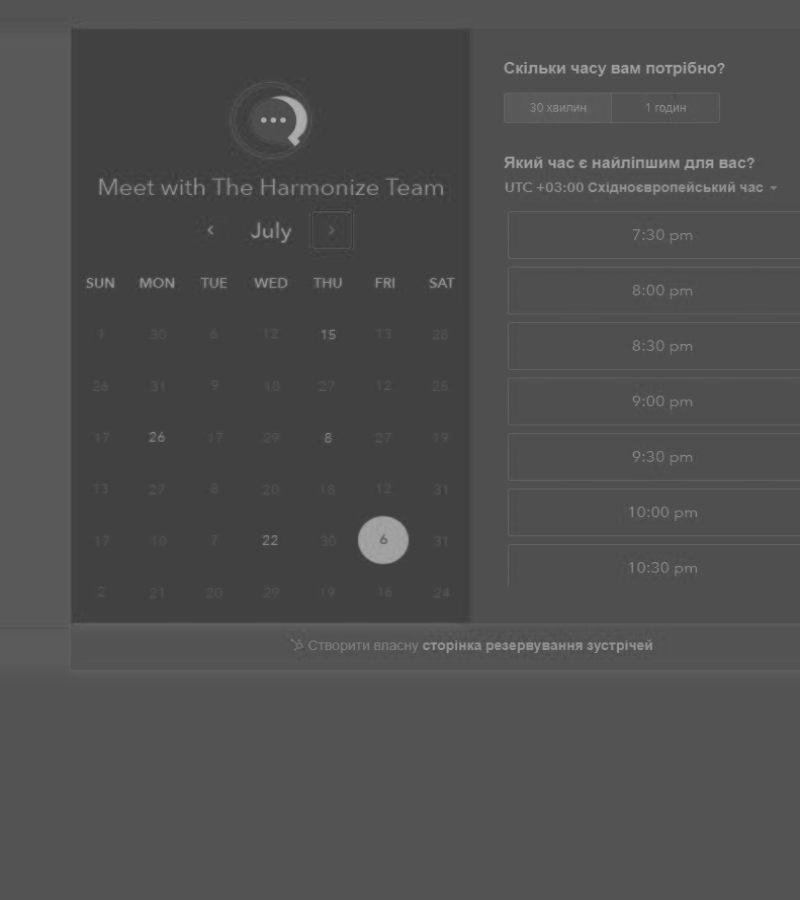 Meet with The Harmonize Team
July
SUN MON TUE WED THU FRI SAT
1 30 6 12 15 13 28
26 31 9 10 27 12 25
17 26 17 29 8 27 19
13 27 8 20 18 12 31
17 10 7 22 30 6 31
2 21 20 29 19 16 24
Скільки часу вам потрібно?
30 хвилин 1 годин
Який час є найліпшим для вас?
UTC +03:00 Східноєвропейський час
7:30 pm
8:00 pm
8:30 pm
9:00 pm
9:30 pm
10:00 pm
10:30 pm
Створити власну сторінка резервування зустрічей